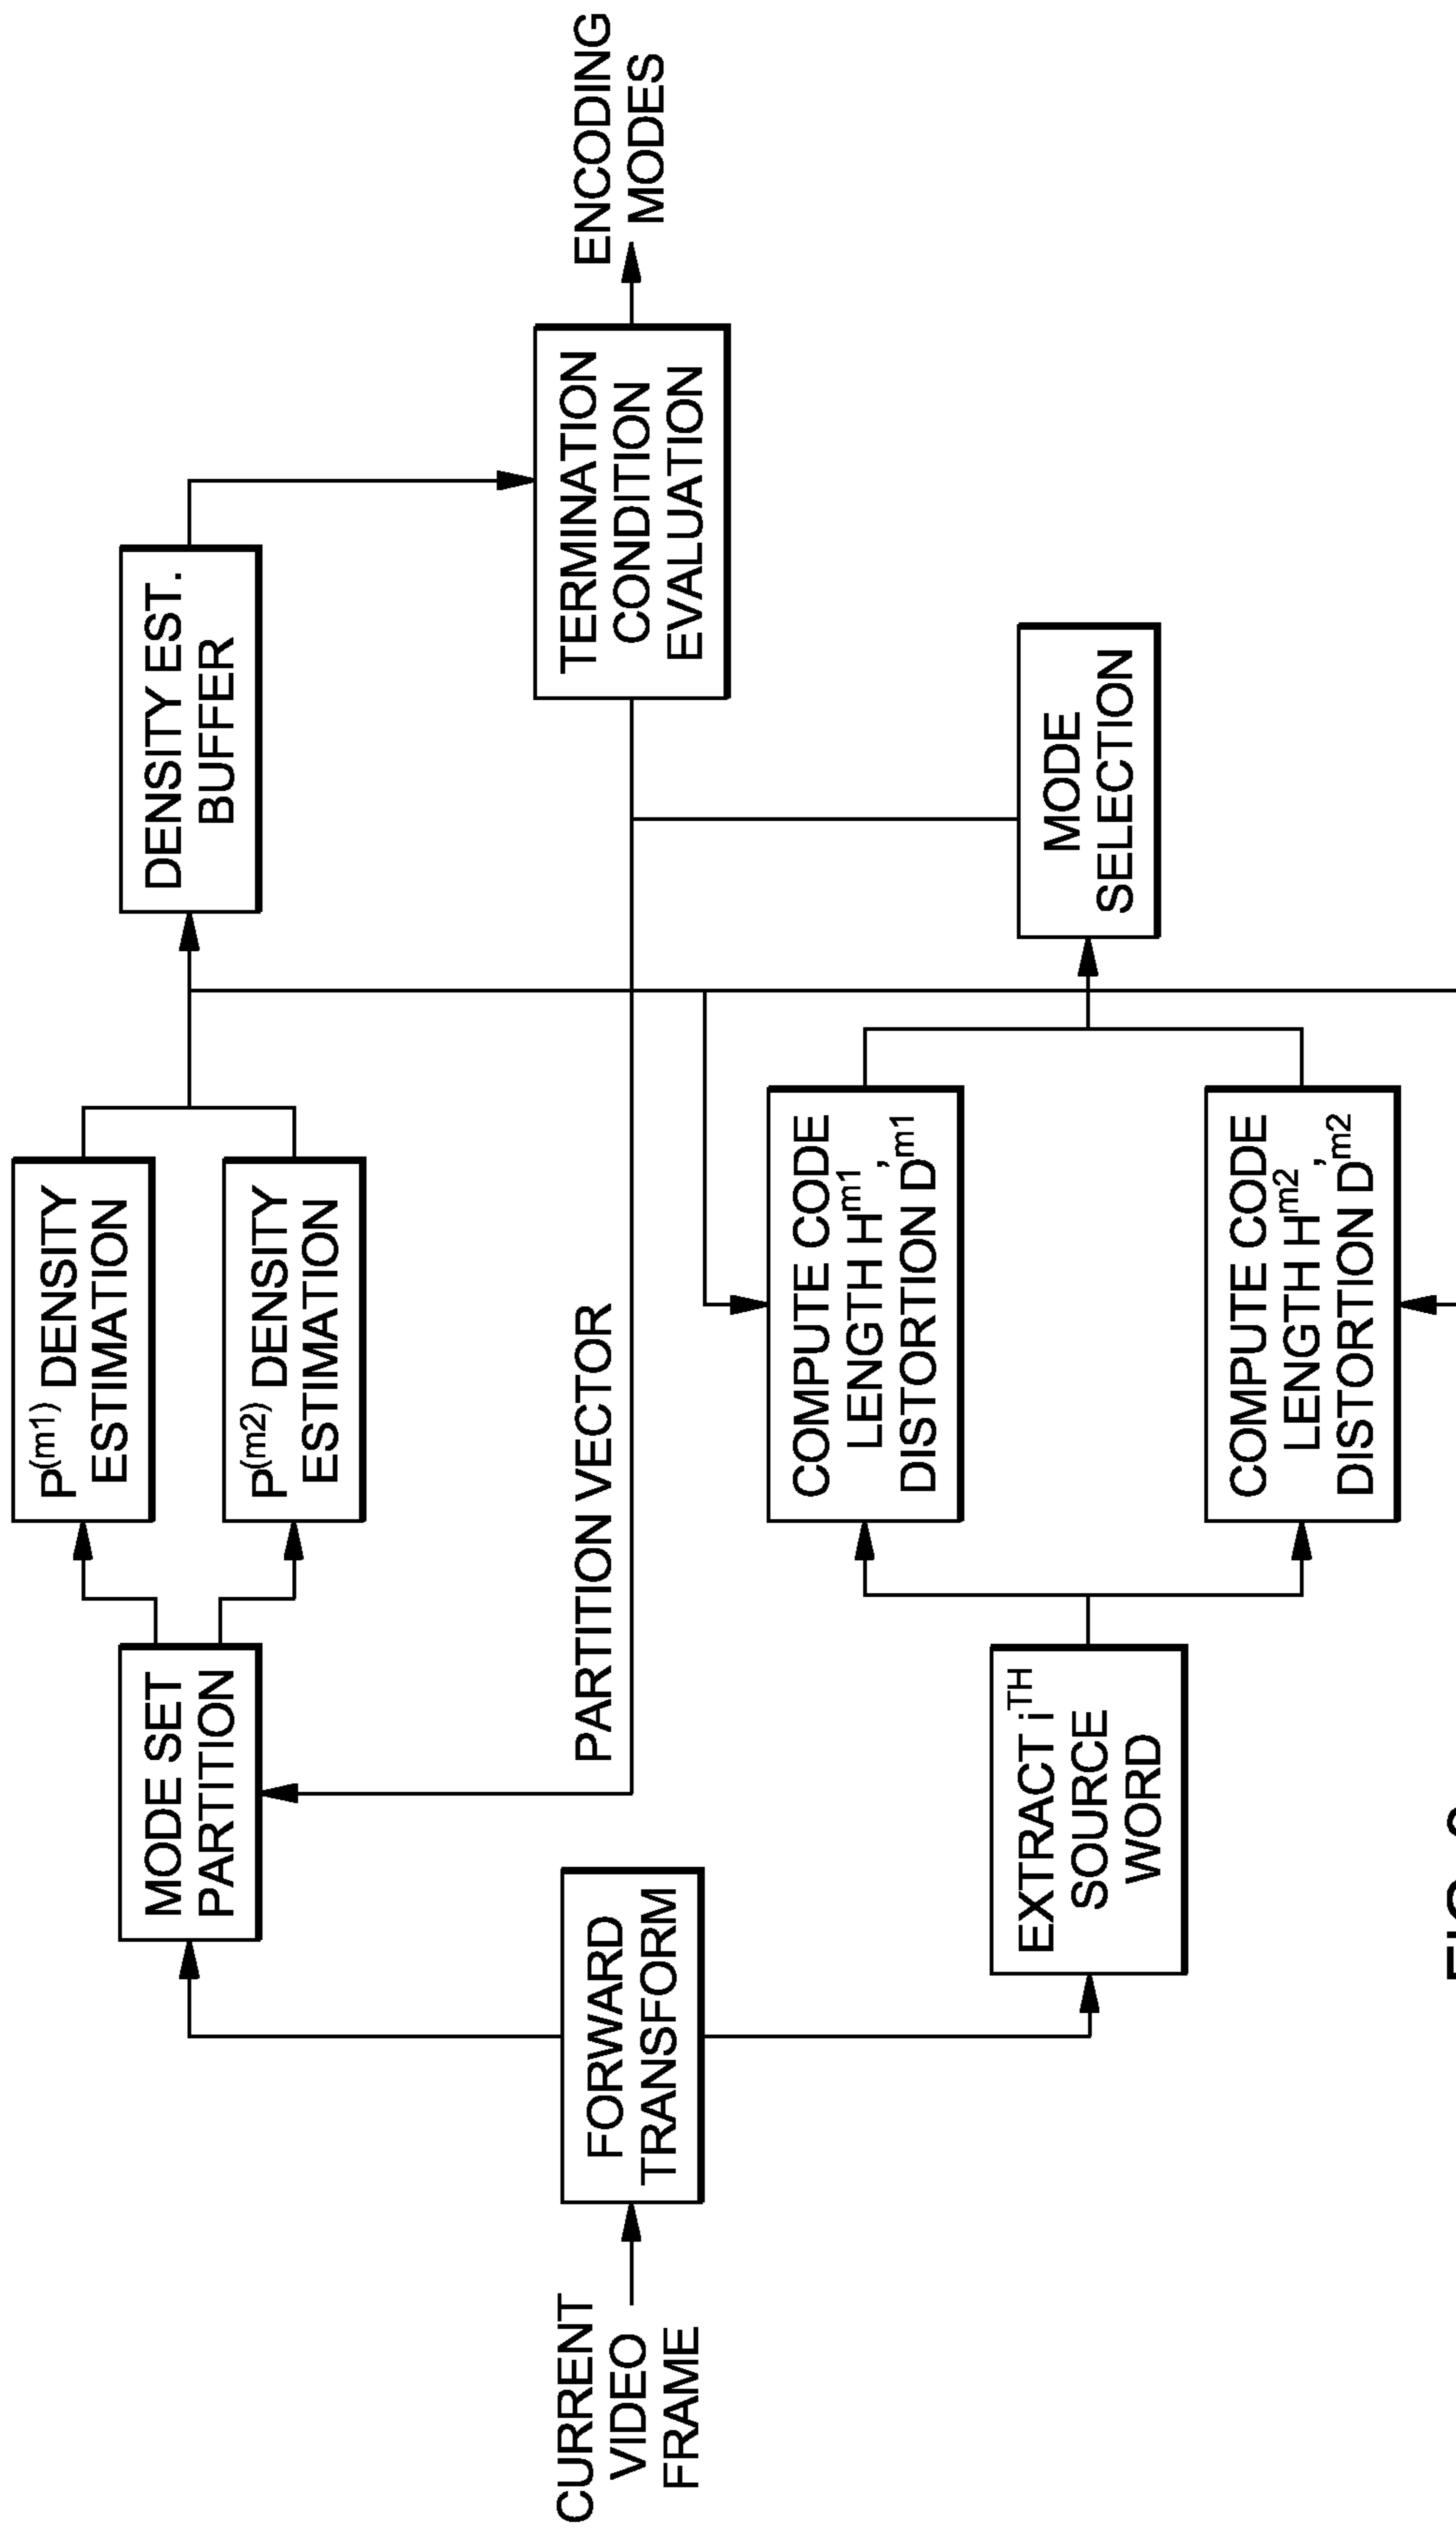 CURRENT
VIDEO
FRAME
FORWARD
TRANSFORM
MODE SET
PARTITION
P(m1) DENSITY
ESTIMATION
P(m2) DENSITY
ESTIMATION
DENSITY EST.
BUFFER
TERMINATION
CONDITION
EVALUATION
ENCODING
MODES
PARTITION VECTOR
EXTRACT iTH
SOURCE
WORD
COMPUTE CODE
LENGTH Hm1,
DISTORTION Dm1
COMPUTE CODE
LENGTH Hm2,
DISTORTION Dm2
MODE
SELECTION